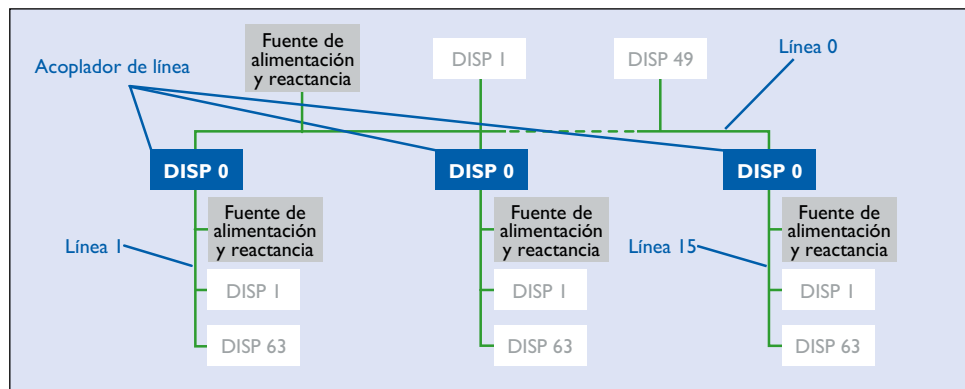 Fuente de
alimentación
y reactancia
DISP 1
DISP 49
Línea 0
Acoplador de línea
DISP 0
DISP 0
DISP 0
Fuente de
alimentación
y reactancia
Fuente de
alimentación
y reactancia
Fuente de
alimentación
y reactancia
Línea 1
Línea 15
DISP 1
DISP 1
DISP 1
DISP 63
DISP 63
DISP 63